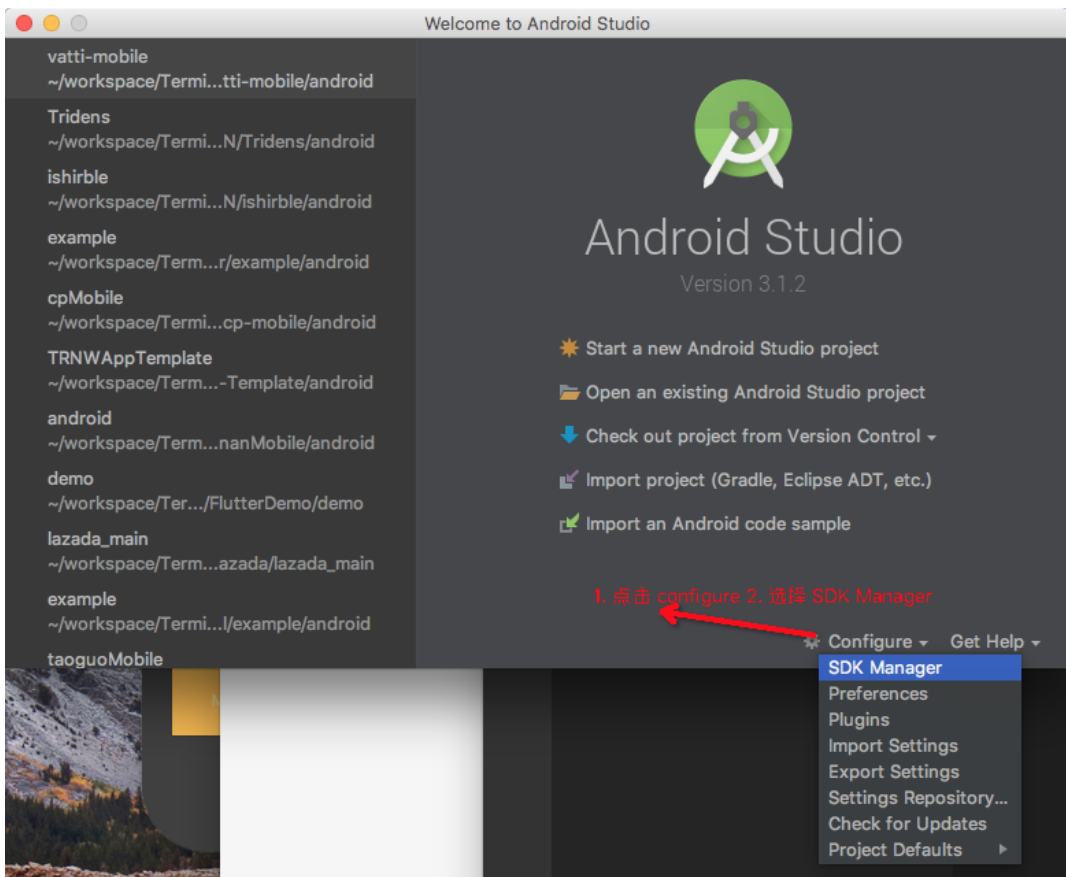 Welcome to Android Studio
vatti-mobile
~/workspace/Termi...tti-mobile/android
Tridens
~/workspace/Termi...N/Tridens/android
ishirble
~/workspace/Termi...N/ishirble/android
example
~/workspace/Term...r/example/android
cpMobile
~/workspace/Termi...cp-mobile/android
TRNWAppTemplate
~/workspace/Term...-Template/android
android
~/workspace/Term...nanMobile/android
demo
~/workspace/Ter.../FlutterDemo/demo
lazada_main
~/workspace/Term...azada/lazada_main
example
~/workspace/Termi...l/example/android
taoguoMobile
Android Studio
Version 3.1.2
Start a new Android Studio project
Open an existing Android Studio project
Check out project from Version Control
Import project (Gradle, Eclipse ADT, etc.)
Import an Android code sample
1. 点击 configure 2. 选择 SDK Manager
Configure
Get Help
SDK Manager
Preferences
Plugins
Import Settings
Export Settings
Settings Repository...
Check for Updates
Project Defaults